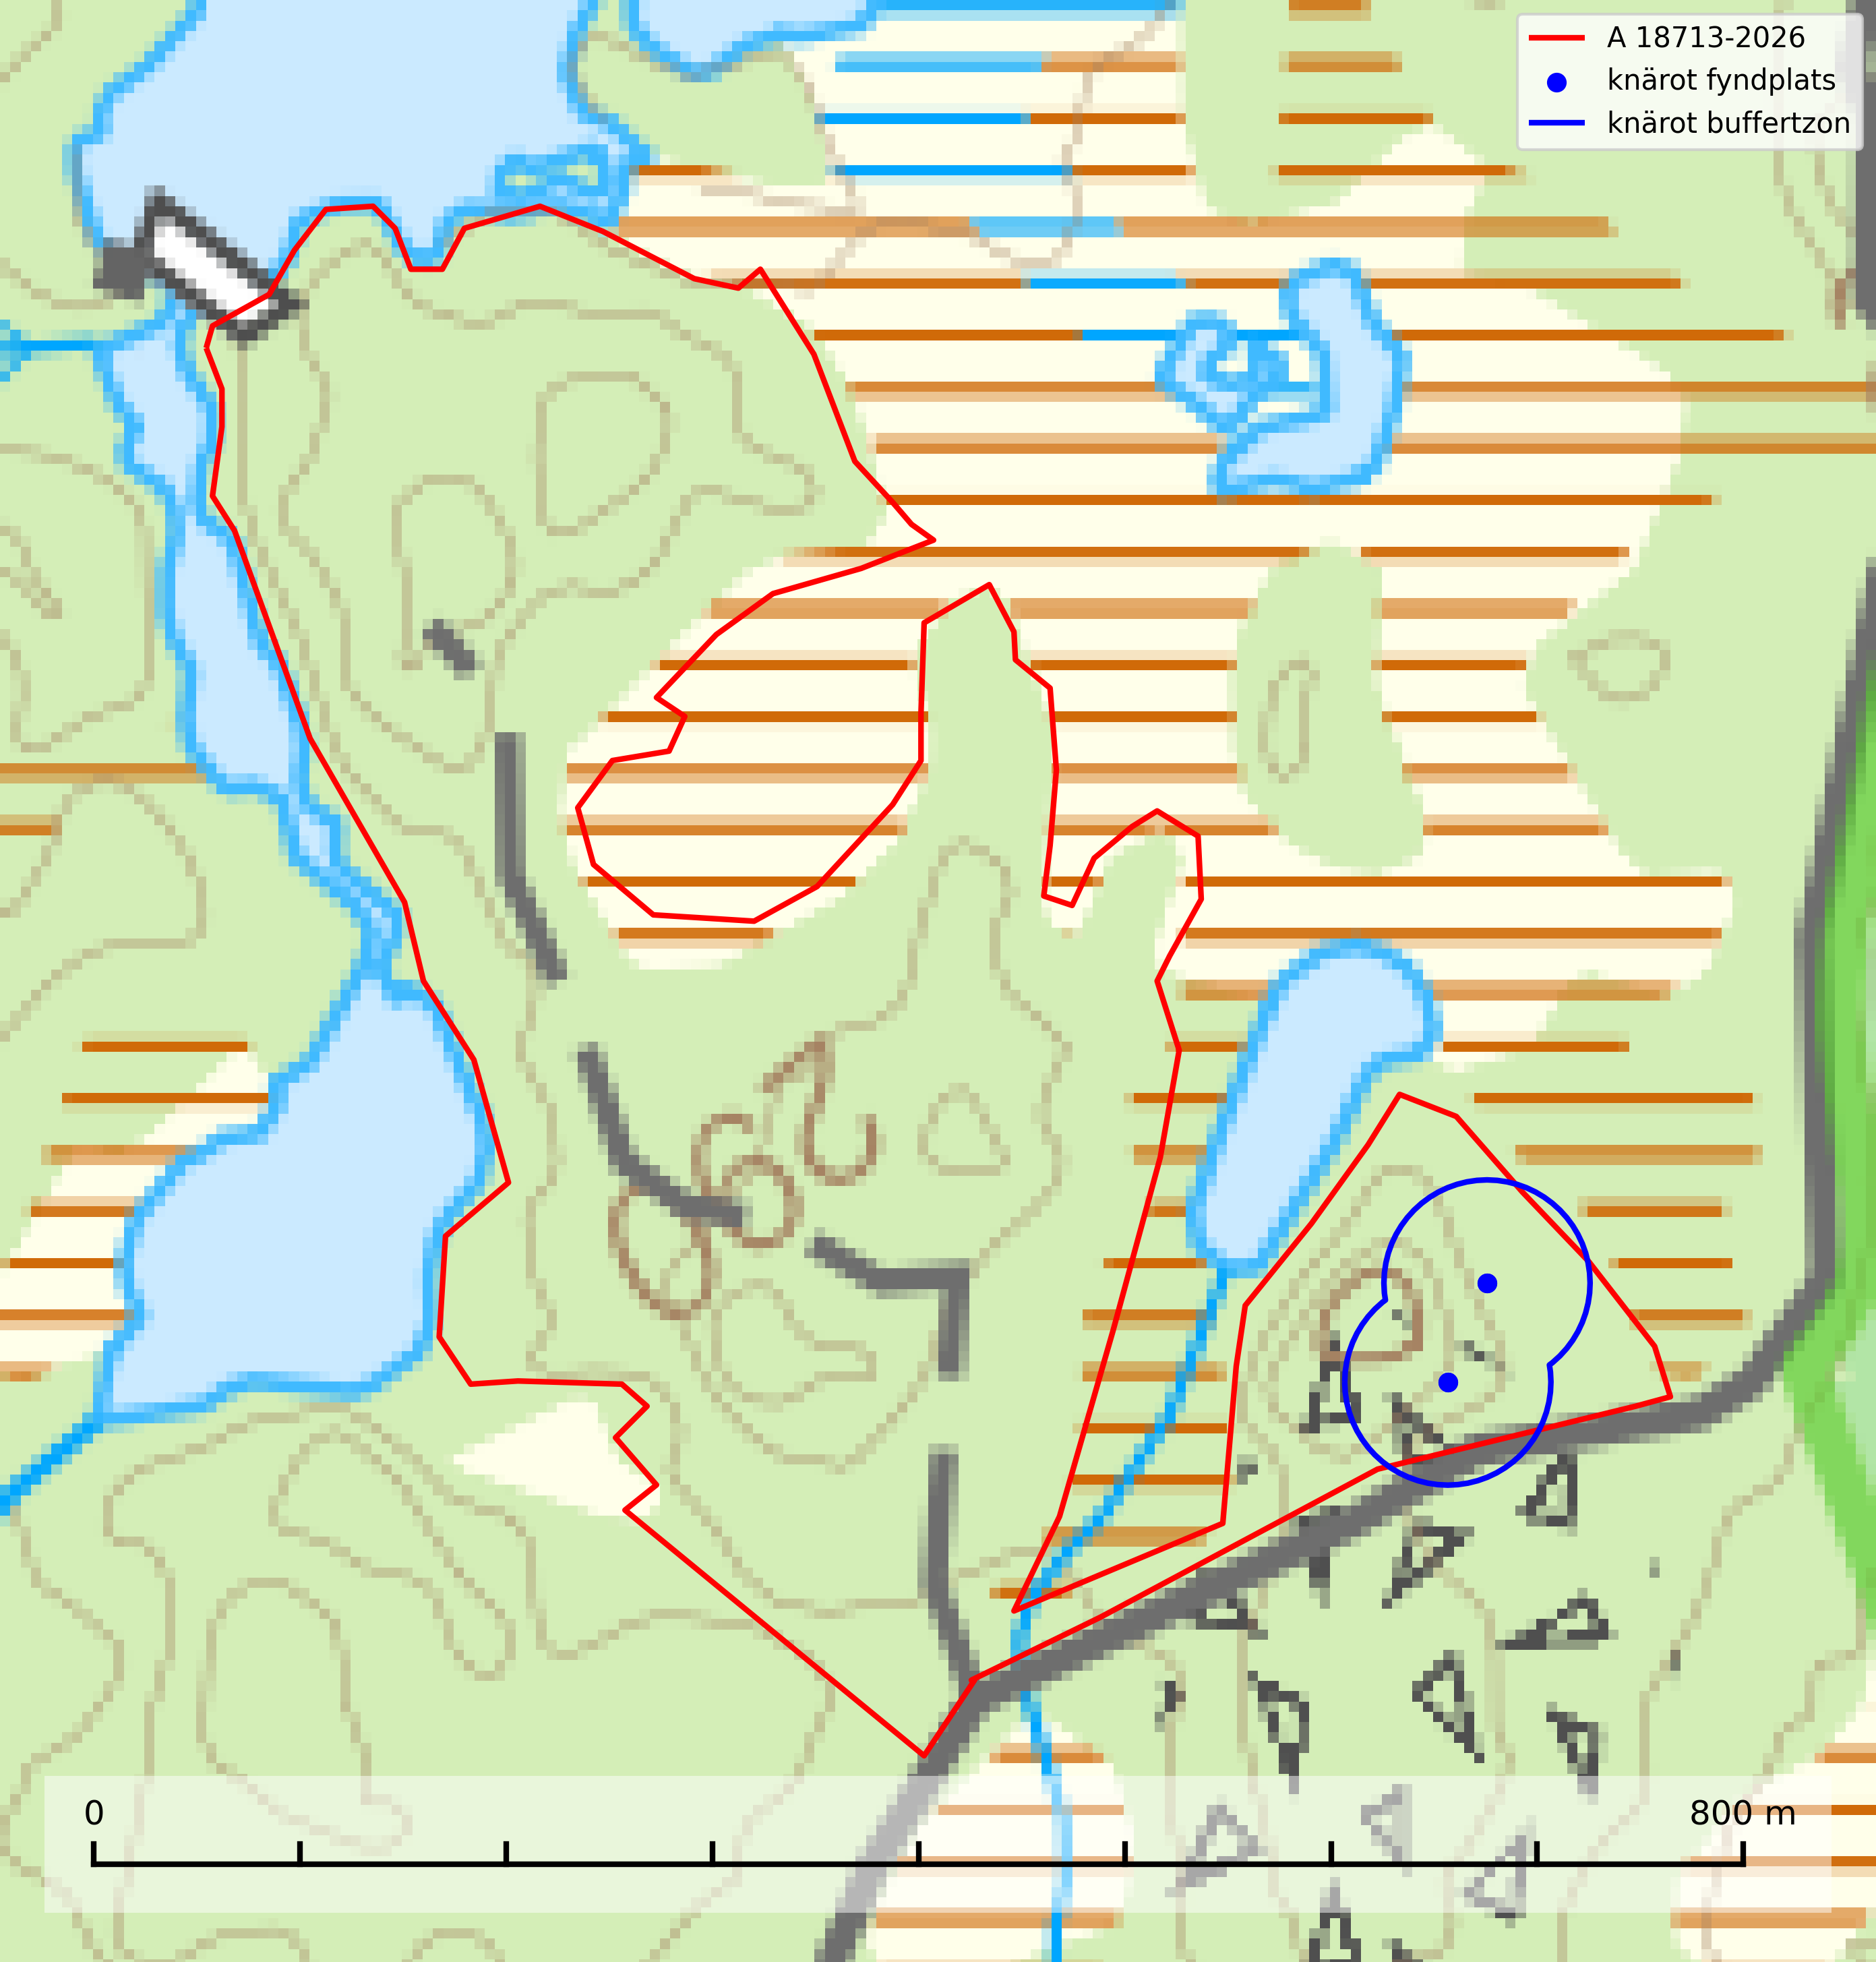 A 18713-2026
knärot fyndplats
knärot buffertzon
0
800 m